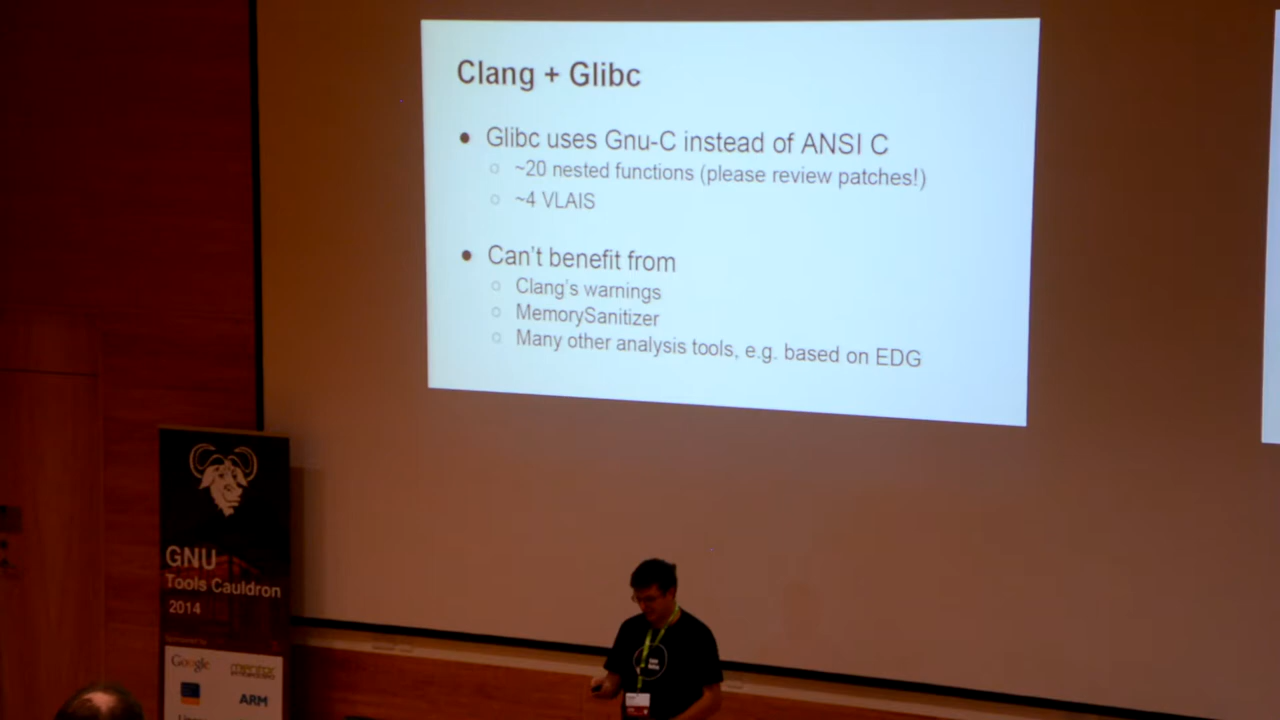 Clang + Glibc
● Glibc uses Gnu-C instead of ANSI C
○ ~20 nested functions (please review patches!)
○ ~4 VLAIS
● Can't benefit from
○ Clang's warnings
○ MemorySanitizer
○ Many other analysis tools, e.g. based on EDG
GNU
Tools Cauldron
2014
Google
mentor
ARM